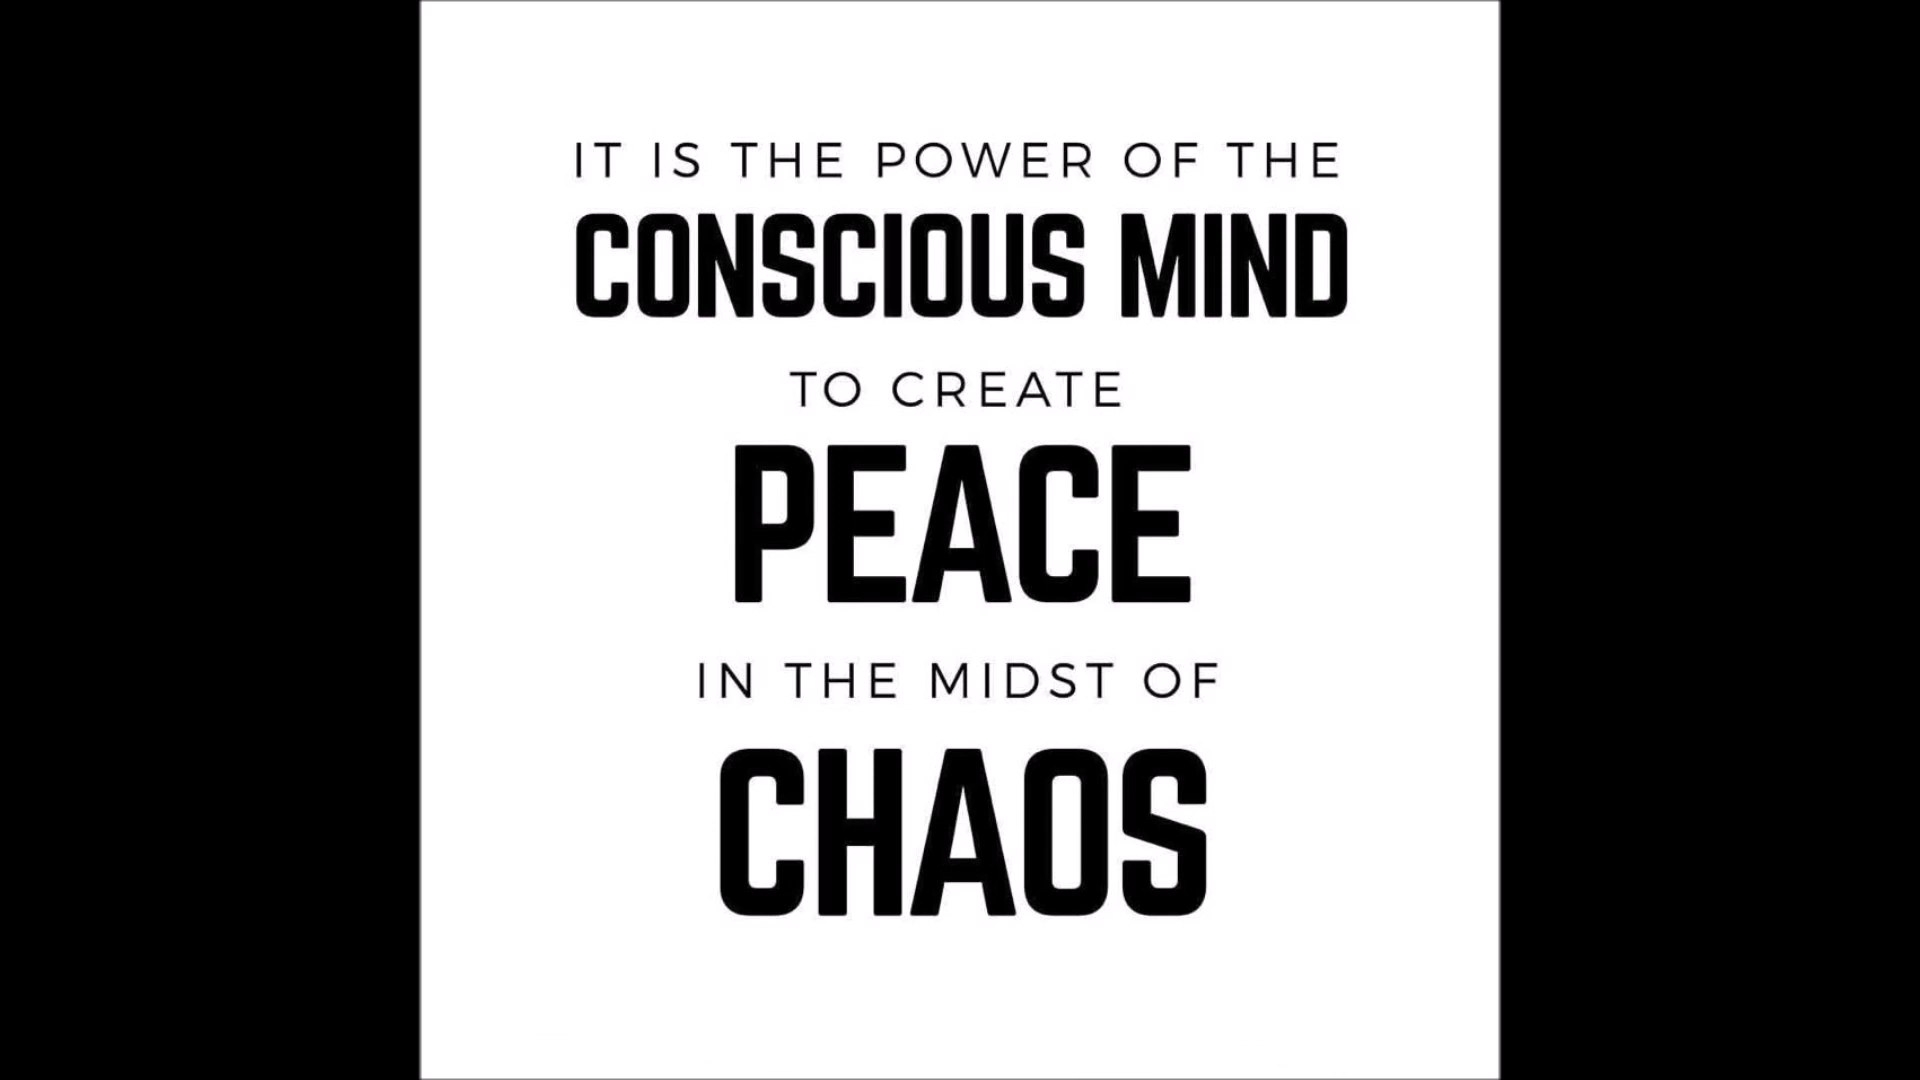 IT IS THE POWER OF THE
CONSCIOUS MIND
TO CREATE
PEACE
IN THE MIDST OF
CHAOS